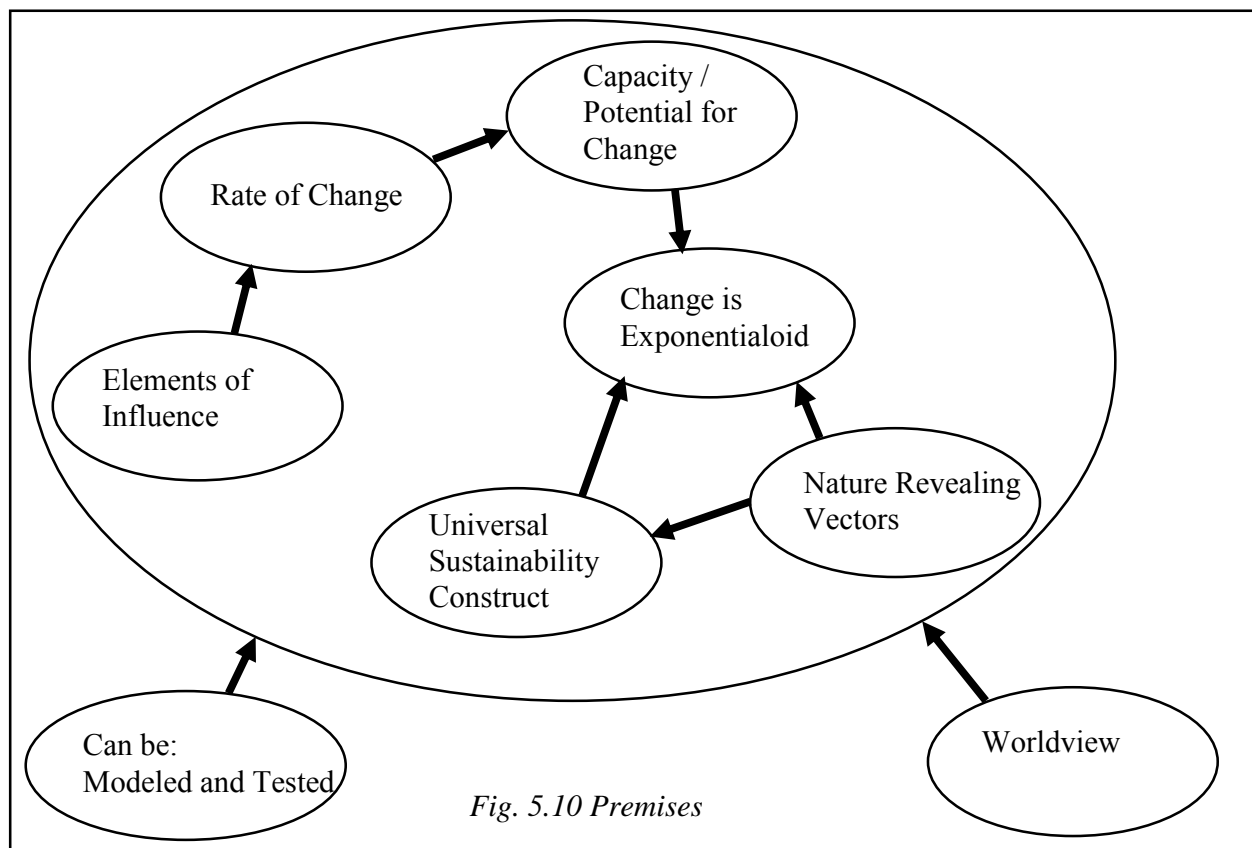 Capacity /
Potential for
Change
Rate of Change
Change is
Exponentialoid
Elements of
Influence
Nature Revealing
Vectors
Universal
Sustainability
Construct
Can be:
Modeled and Tested
Worldview
Fig. 5.10 Premises